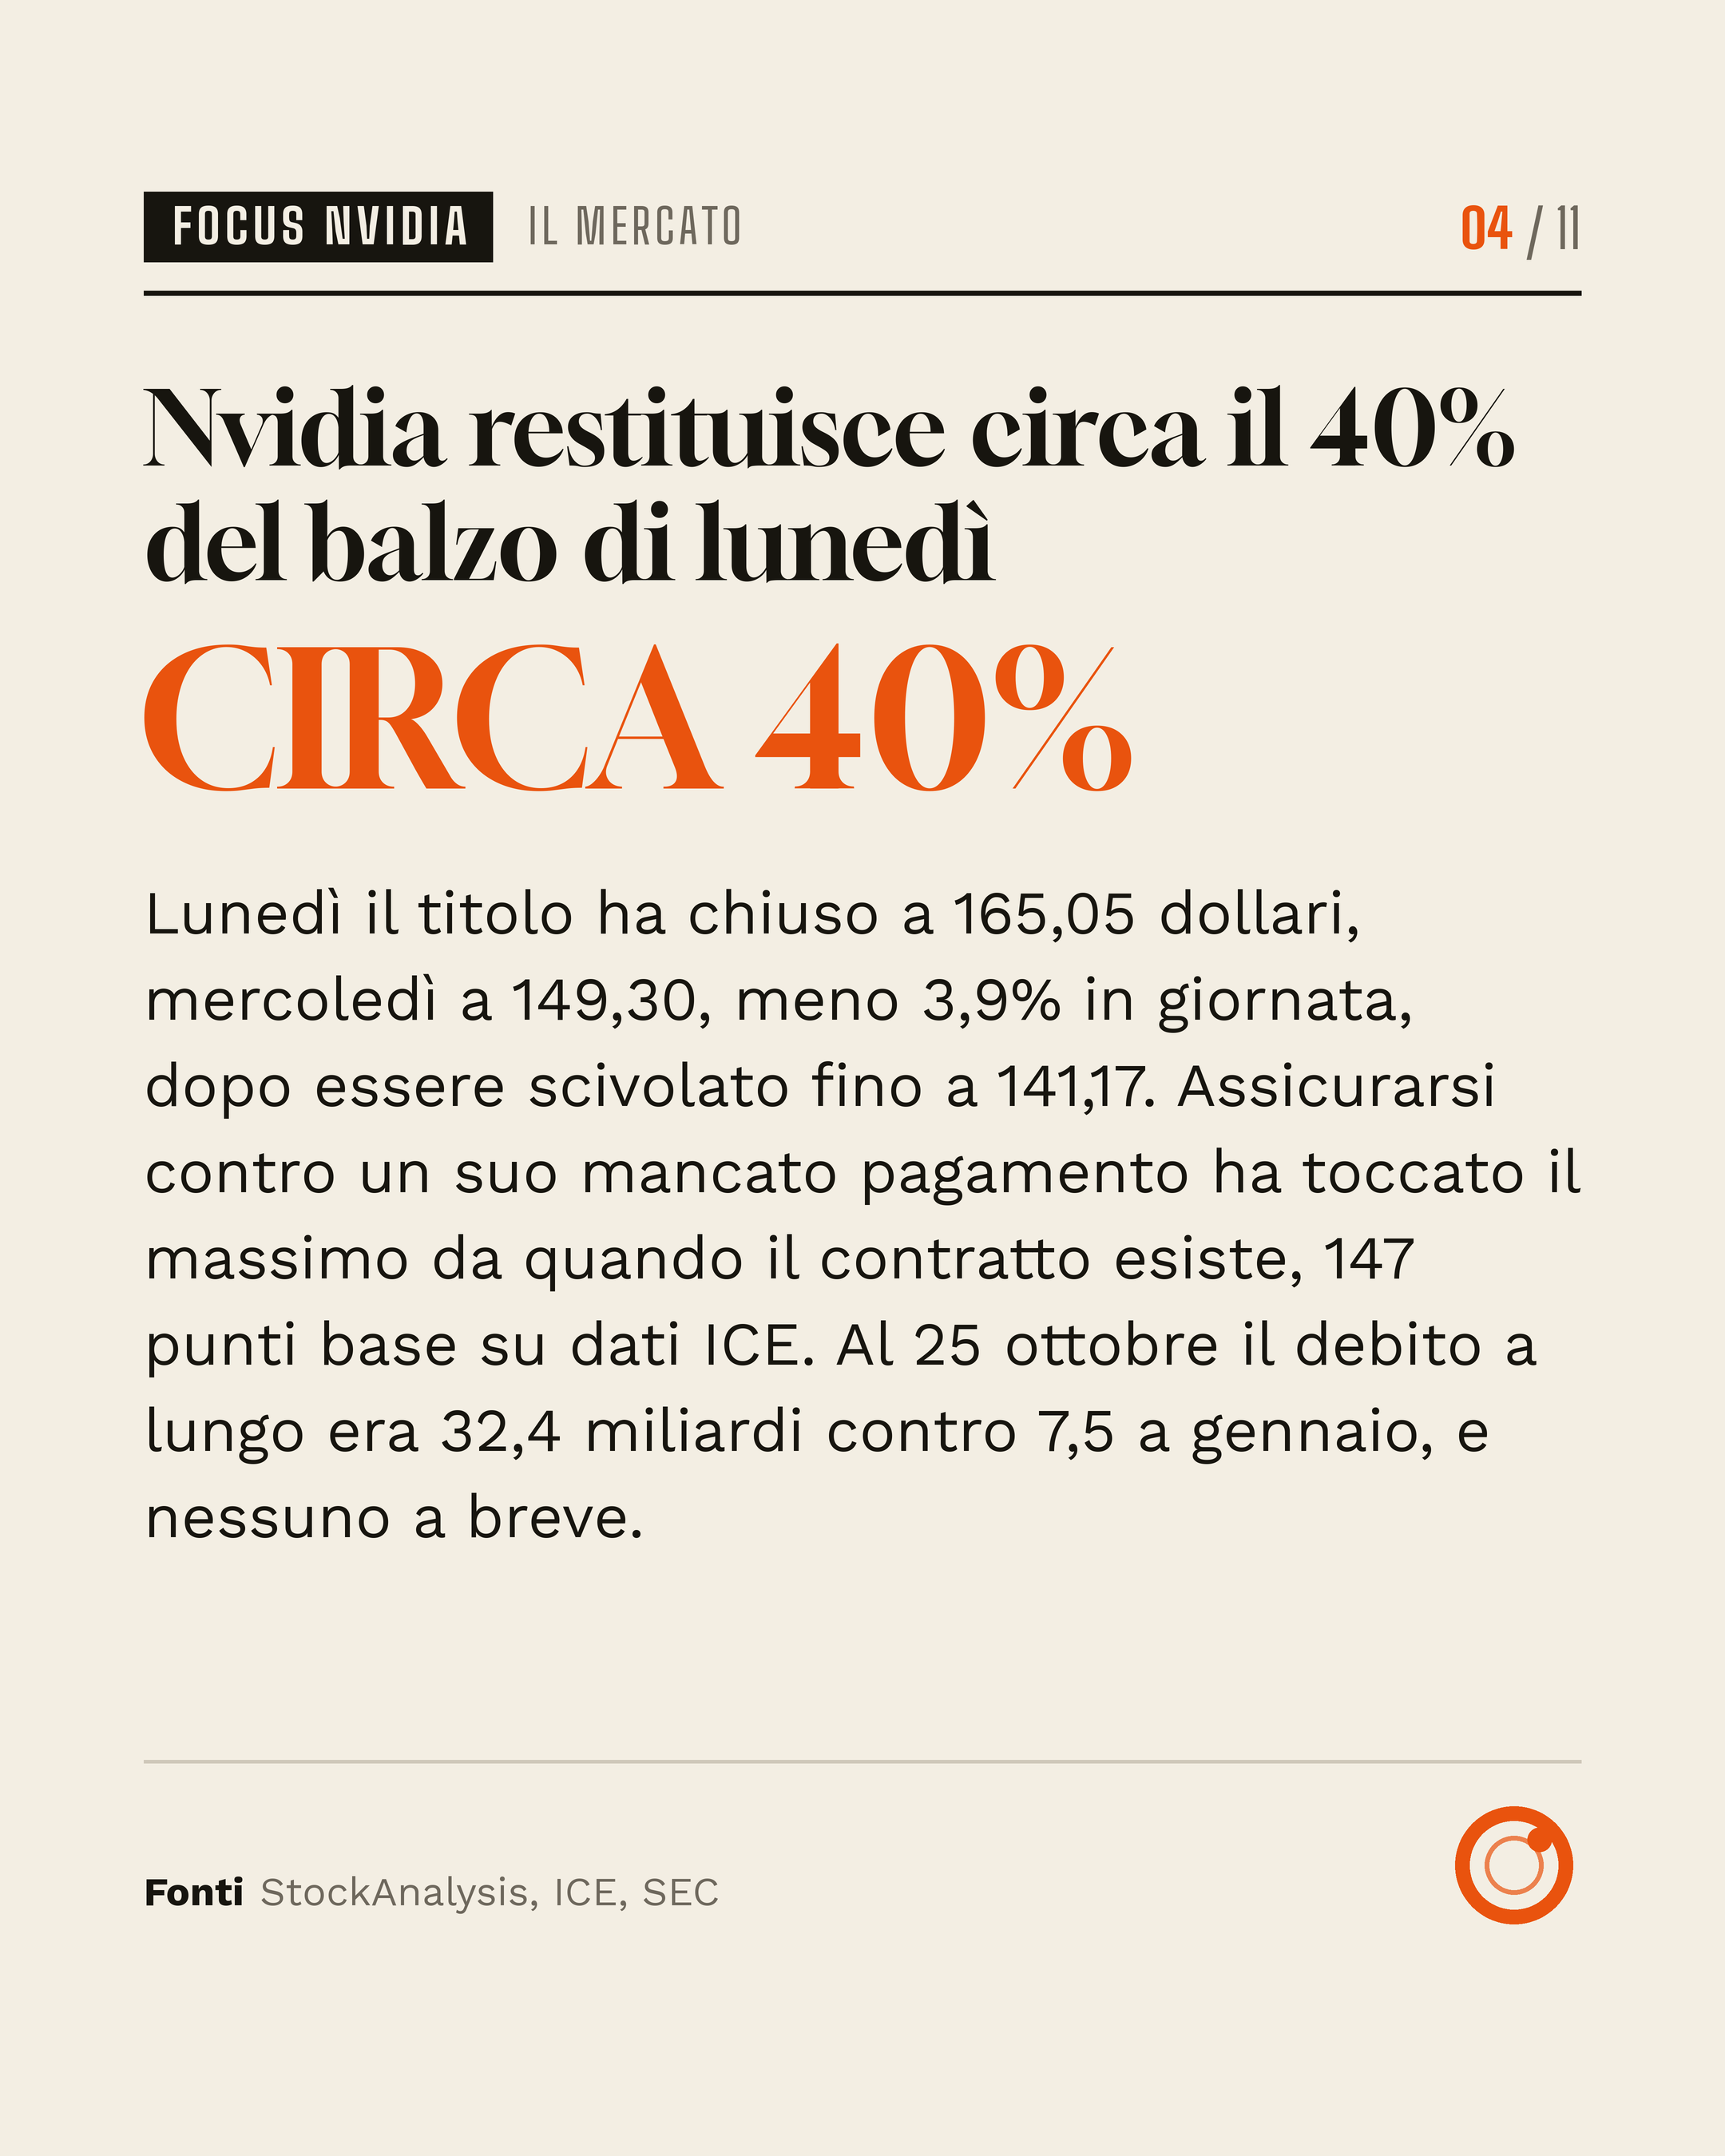 FOCUS NVIDIA IL MERCATO 04 / 11
Nvidia restituisce circa il 40%
del balzo di lunedì
CIRCA 40%
Lunedì il titolo ha chiuso a 165,05 dollari,
mercoledì a 149,30, meno 3,9% in giornata,
dopo essere scivolato fino a 141,17. Assicurarsi
contro un suo mancato pagamento ha toccato il
massimo da quando il contratto esiste, 147
punti base su dati ICE. Al 25 ottobre il debito a
lungo era 32,4 miliardi contro 7,5 a gennaio, e
nessuno a breve.
Fonti StockAnalysis, ICE, SEC